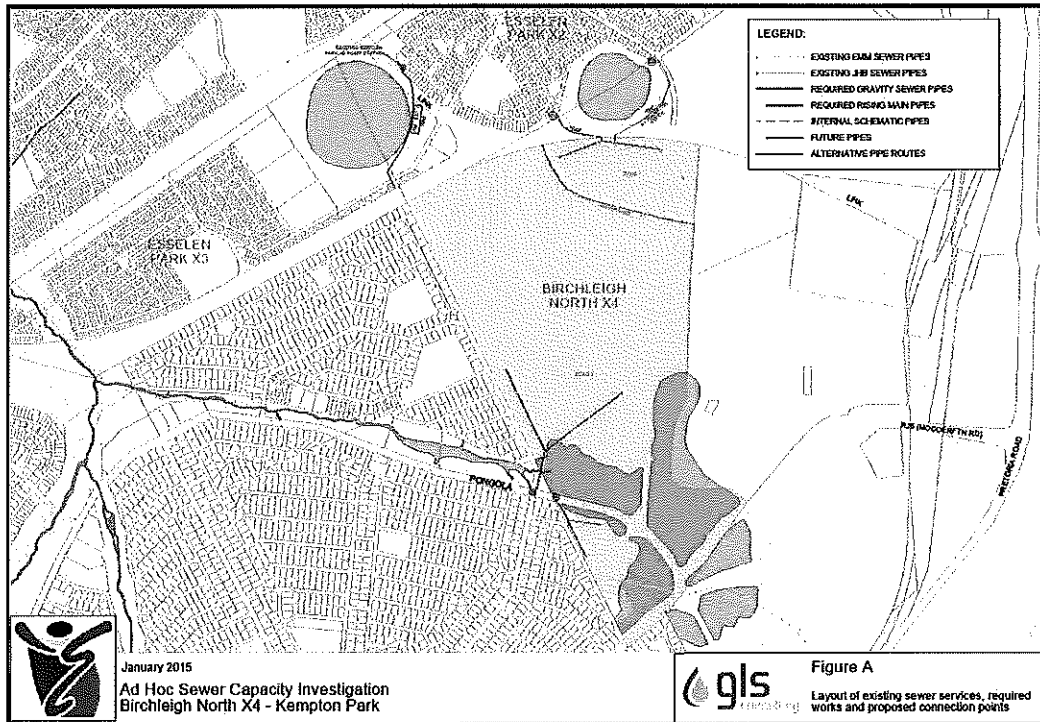 ESSELEN
PARK X2
LEGEND:
EXISTING EMM SEWER PIPES
EXISTING JHB SEWER PIPES
REQUIRED GRAVITY SEWER PIPES
REQUIRED RISING MAIN PIPES
INTERNAL SCHEMATIC PIPES
FUTURE PIPES
ALTERNATIVE PIPE ROUTES
LINK
ESSELEN
PARK X3
BIRCHLEIGH
NORTH X4
PONGOLA
R25 (MODDERFTN RD)
PRETORIA ROAD
January 2015
Ad Hoc Sewer Capacity Investigation
Birchleigh North X4 - Kempton Park
gls
consulting
Figure A
Layout of existing sewer services, required
works and proposed connection points